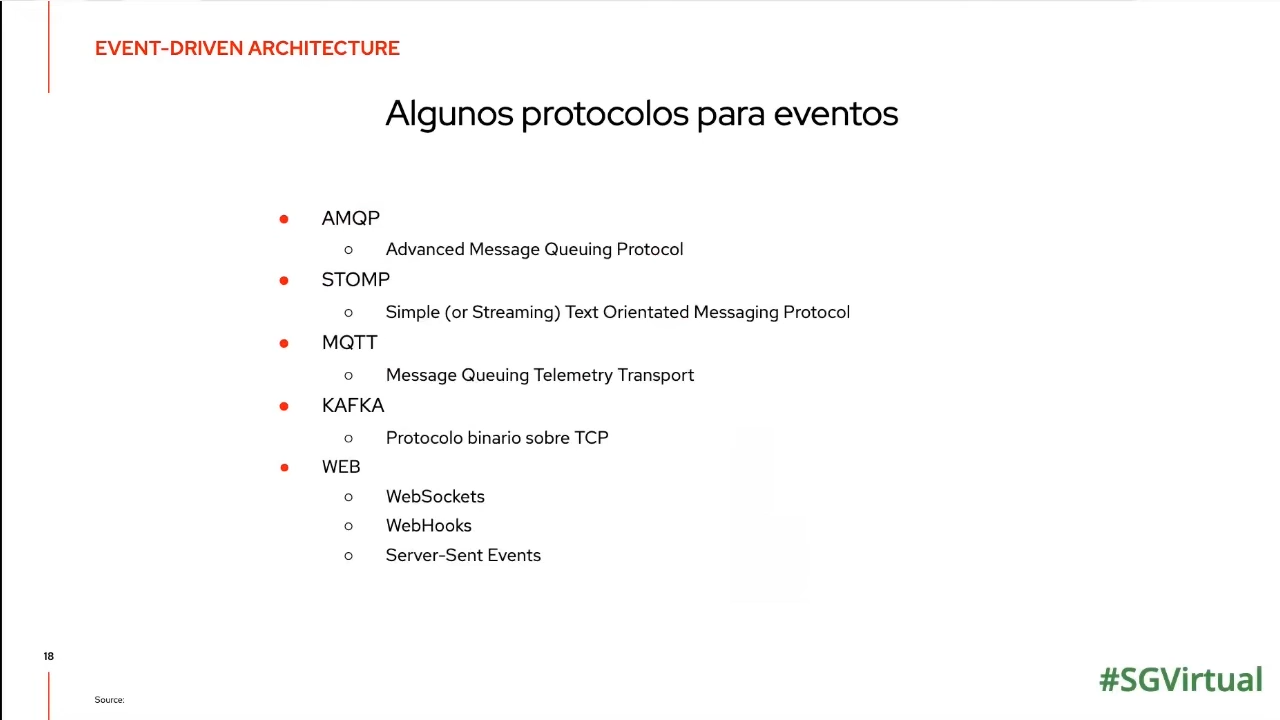 EVENT-DRIVEN ARCHITECTURE
Algunos protocolos para eventos
● AMQP
○ Advanced Message Queuing Protocol
● STOMP
○ Simple (or Streaming) Text Orientated Messaging Protocol
● MQTT
○ Message Queuing Telemetry Transport
● KAFKA
○ Protocolo binario sobre TCP
● WEB
○ WebSockets
○ WebHooks
○ Server-Sent Events
18
#SGVirtual
Source: